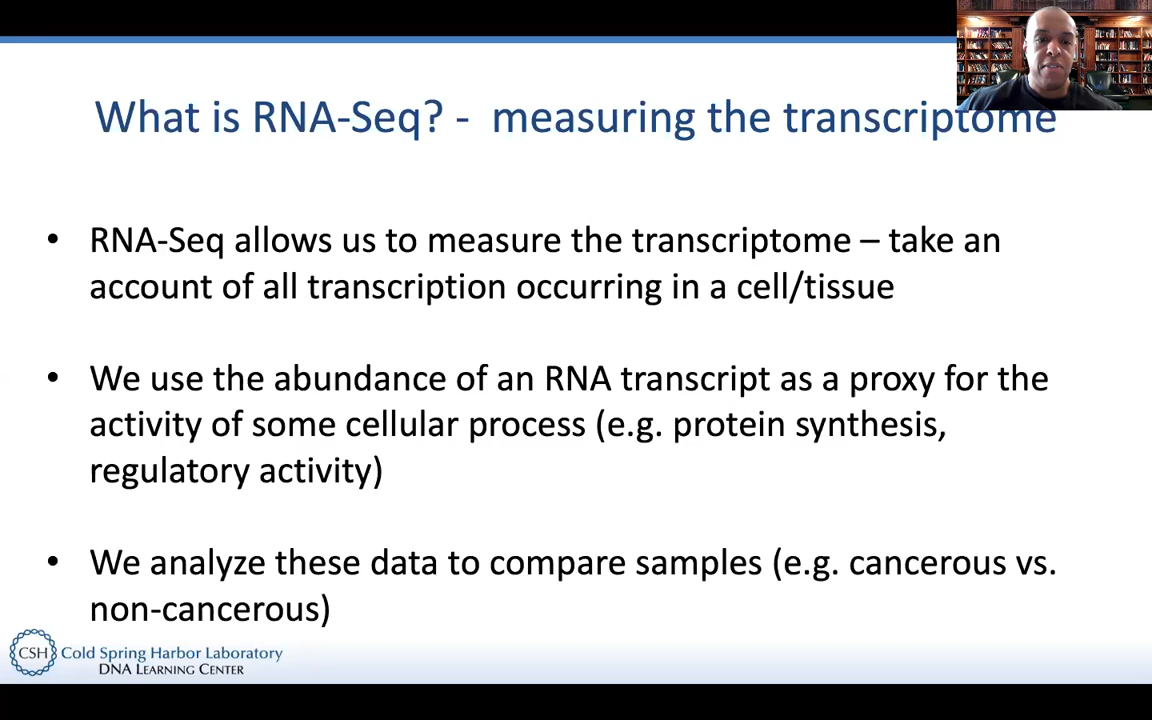 What is RNA-Seq? - measuring the transcriptome
• RNA-Seq allows us to measure the transcriptome – take an
account of all transcription occurring in a cell/tissue
• We use the abundance of an RNA transcript as a proxy for the
activity of some cellular process (e.g. protein synthesis,
regulatory activity)
• We analyze these data to compare samples (e.g. cancerous vs.
non-cancerous)
CSH Cold Spring Harbor Laboratory
DNA LEARNING CENTER